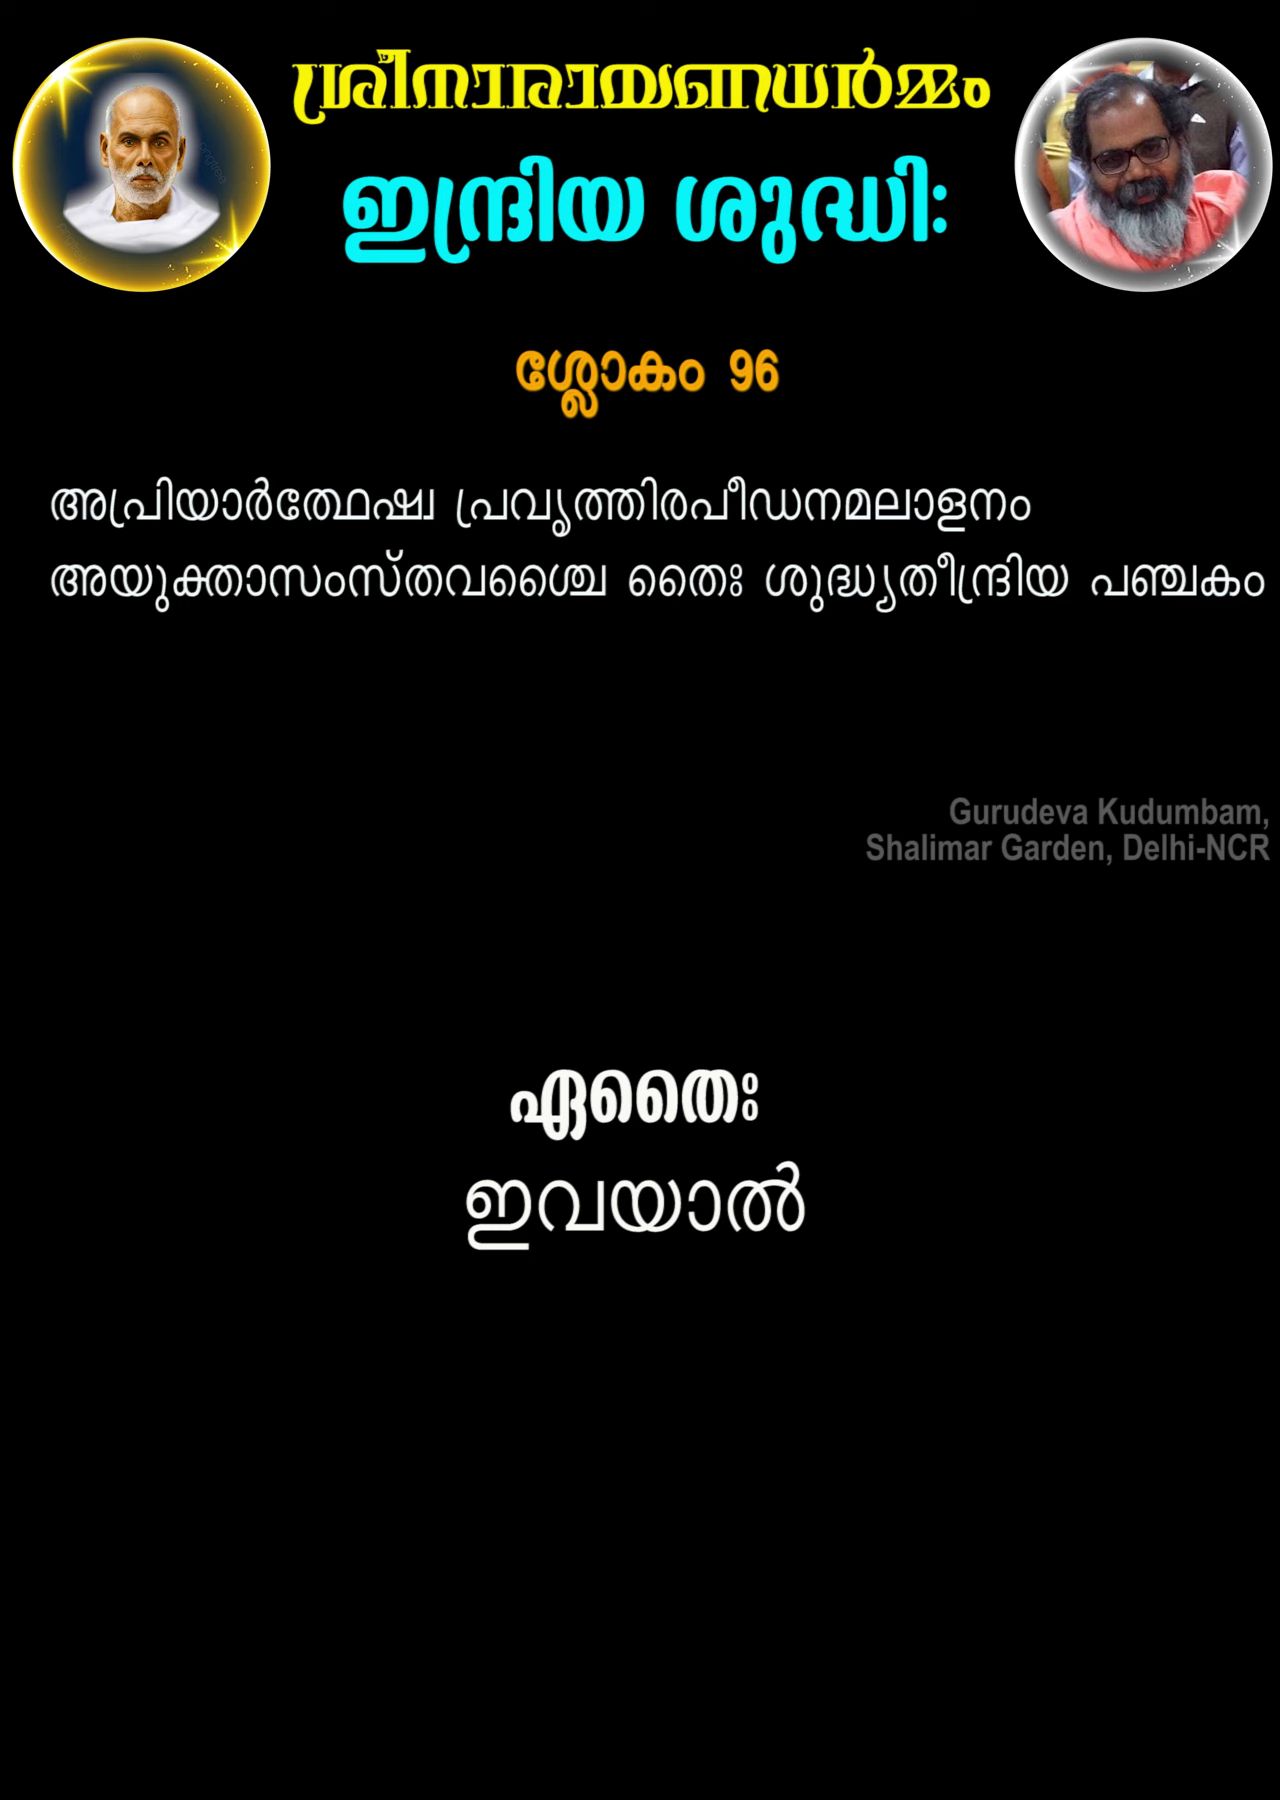 ശ്രീനാരായണധർമ്മം
ഇന്ദ്രിയ ശുദ്ധി:
ശ്ലോകം 96
അപ്രിയാർത്ഥേഷ്വ പ്രവൃത്തിരപീഡനമലാളനം
അയുക്താസംസ്തവശ്ചൈ തൈഃ ശുദ്ധ്യതീന്ദ്രിയ പഞ്ചകം
Gurudeva Kudumbam,
Shalimar Garden, Delhi-NCR
ഏതൈഃ
ഇവയാൽ